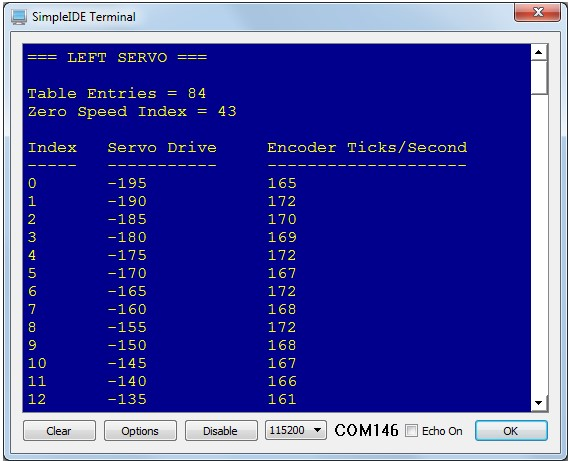 SimpleIDE Terminal
=== LEFT SERVO ===
Table Entries = 84
Zero Speed Index = 43
Index Servo Drive Encoder Ticks/Second
----- ----------- --------------------
0 -195 165
1 -190 172
2 -185 170
3 -180 169
4 -175 172
5 -170 167
6 -165 172
7 -160 168
8 -155 172
9 -150 168
10 -145 167
11 -140 166
12 -135 161
Clear Options Disable 115200 COM146 Echo On OK